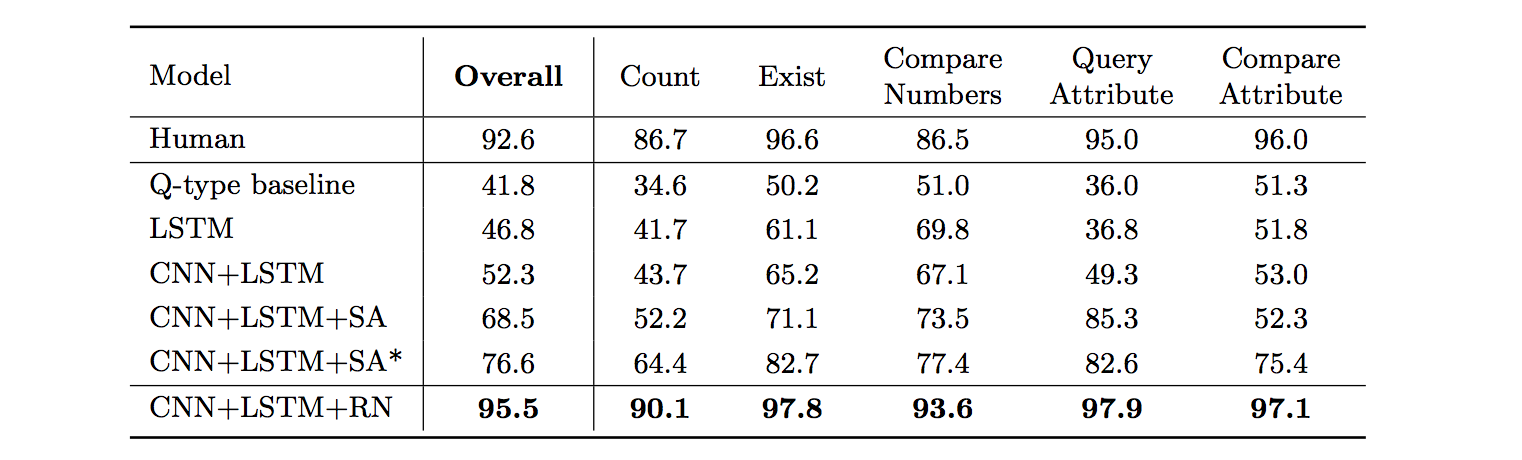 Model Overall Count Exist Compare Numbers Query Attribute Compare Attribute
Human 92.6 86.7 96.6 86.5 95.0 96.0
Q-type baseline 41.8 34.6 50.2 51.0 36.0 51.3
LSTM 46.8 41.7 61.1 69.8 36.8 51.8
CNN+LSTM 52.3 43.7 65.2 67.1 49.3 53.0
CNN+LSTM+SA 68.5 52.2 71.1 73.5 85.3 52.3
CNN+LSTM+SA* 76.6 64.4 82.7 77.4 82.6 75.4
CNN+LSTM+RN 95.5 90.1 97.8 93.6 97.9 97.1